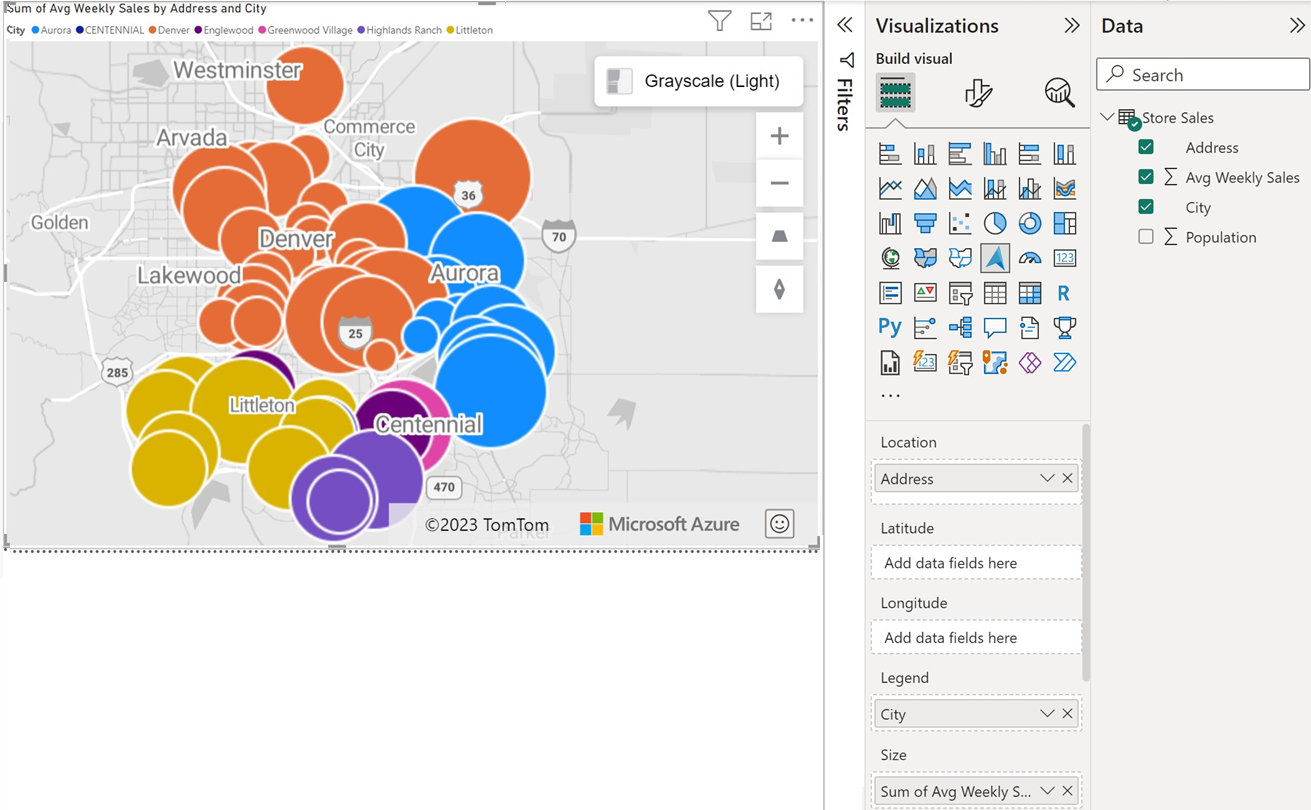 Sum of Avg Weekly Sales by Address and City
City Aurora CENTENNIAL Denver Englewood Greenwood Village Highlands Ranch Littleton
Westminster
Grayscale (Light)
Commerce
City
Arvada
36
Golden
Denver
70
Lakewood
Aurora
25
285
Littleton
Centennial
470
©2023 TomTom
Microsoft Azure
Parker
Filters
Visualizations
Build visual
123
R
Py
123
...
Location
Address
Latitude
Add data fields here
Longitude
Add data fields here
Legend
City
Size
Sum of Avg Weekly S...
Data
Search
Store Sales
Address
∑ Avg Weekly Sales
City
∑ Population